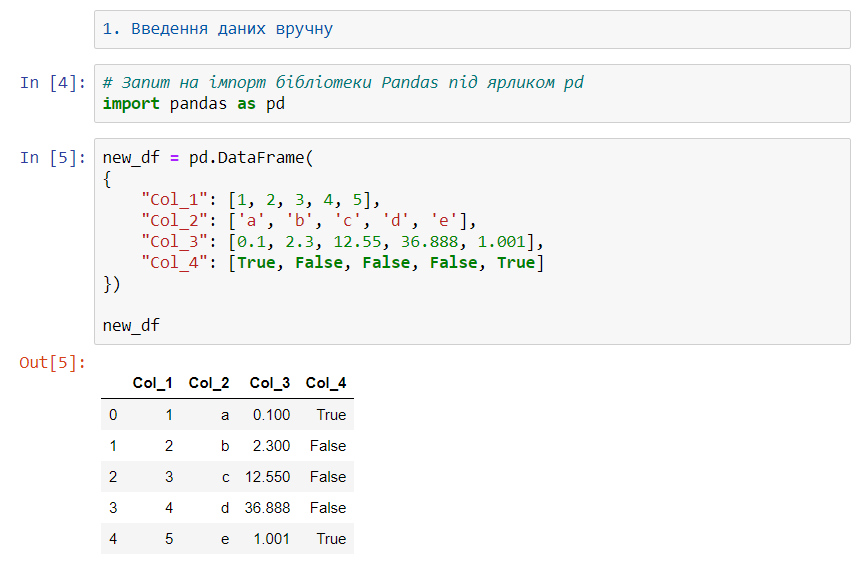 1. Введення даних вручну
In [4]:
# Запит на імпорт бібліотеки Pandas під ярликом pd
import pandas as pd
In [5]:
new_df = pd.DataFrame(
{
    "Col_1": [1, 2, 3, 4, 5],
    "Col_2": ['a', 'b', 'c', 'd', 'e'],
    "Col_3": [0.1, 2.3, 12.55, 36.888, 1.001],
    "Col_4": [True, False, False, False, True]
})
new_df
Out[5]:
Col_1 Col_2 Col_3 Col_4
0 1 a 0.100 True
1 2 b 2.300 False
2 3 c 12.550 False
3 4 d 36.888 False
4 5 e 1.001 True